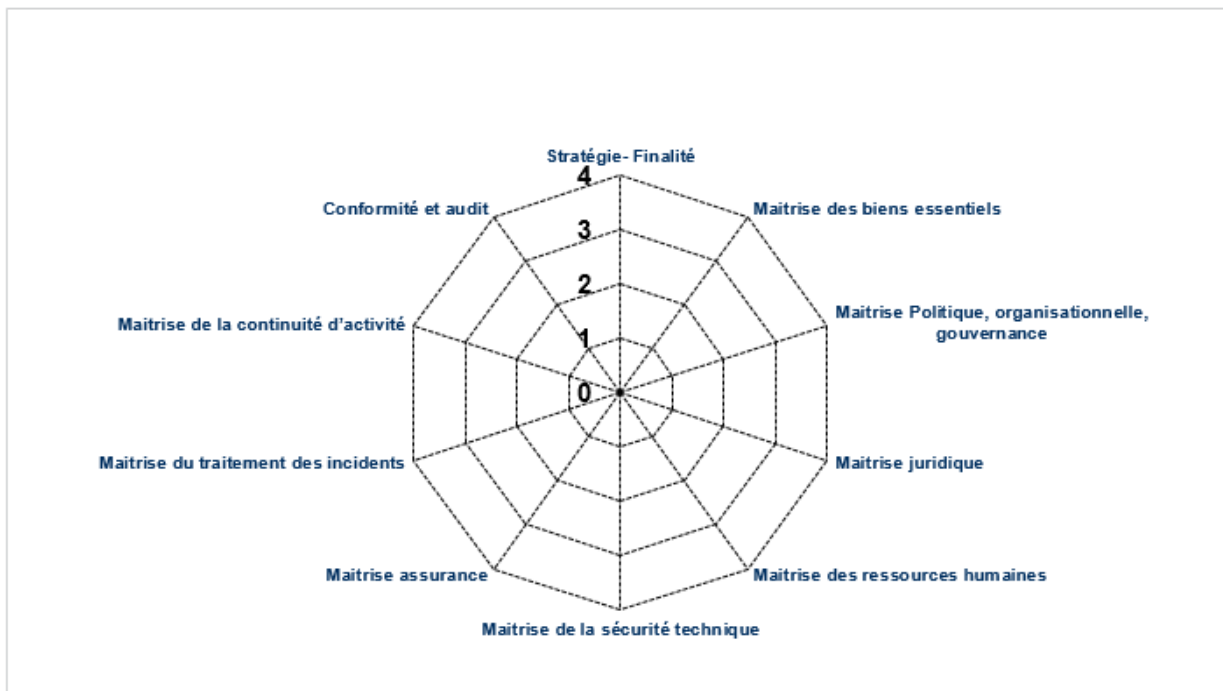 Stratégie- Finalité
4
Conformité et audit
Maitrise des biens essentiels
3
2
Maitrise de la continuité d'activité
Maitrise Politique, organisationnelle,
gouvernance
1
0
Maitrise du traitement des incidents
Maitrise juridique
Maitrise assurance
Maitrise des ressources humaines
Maitrise de la sécurité technique